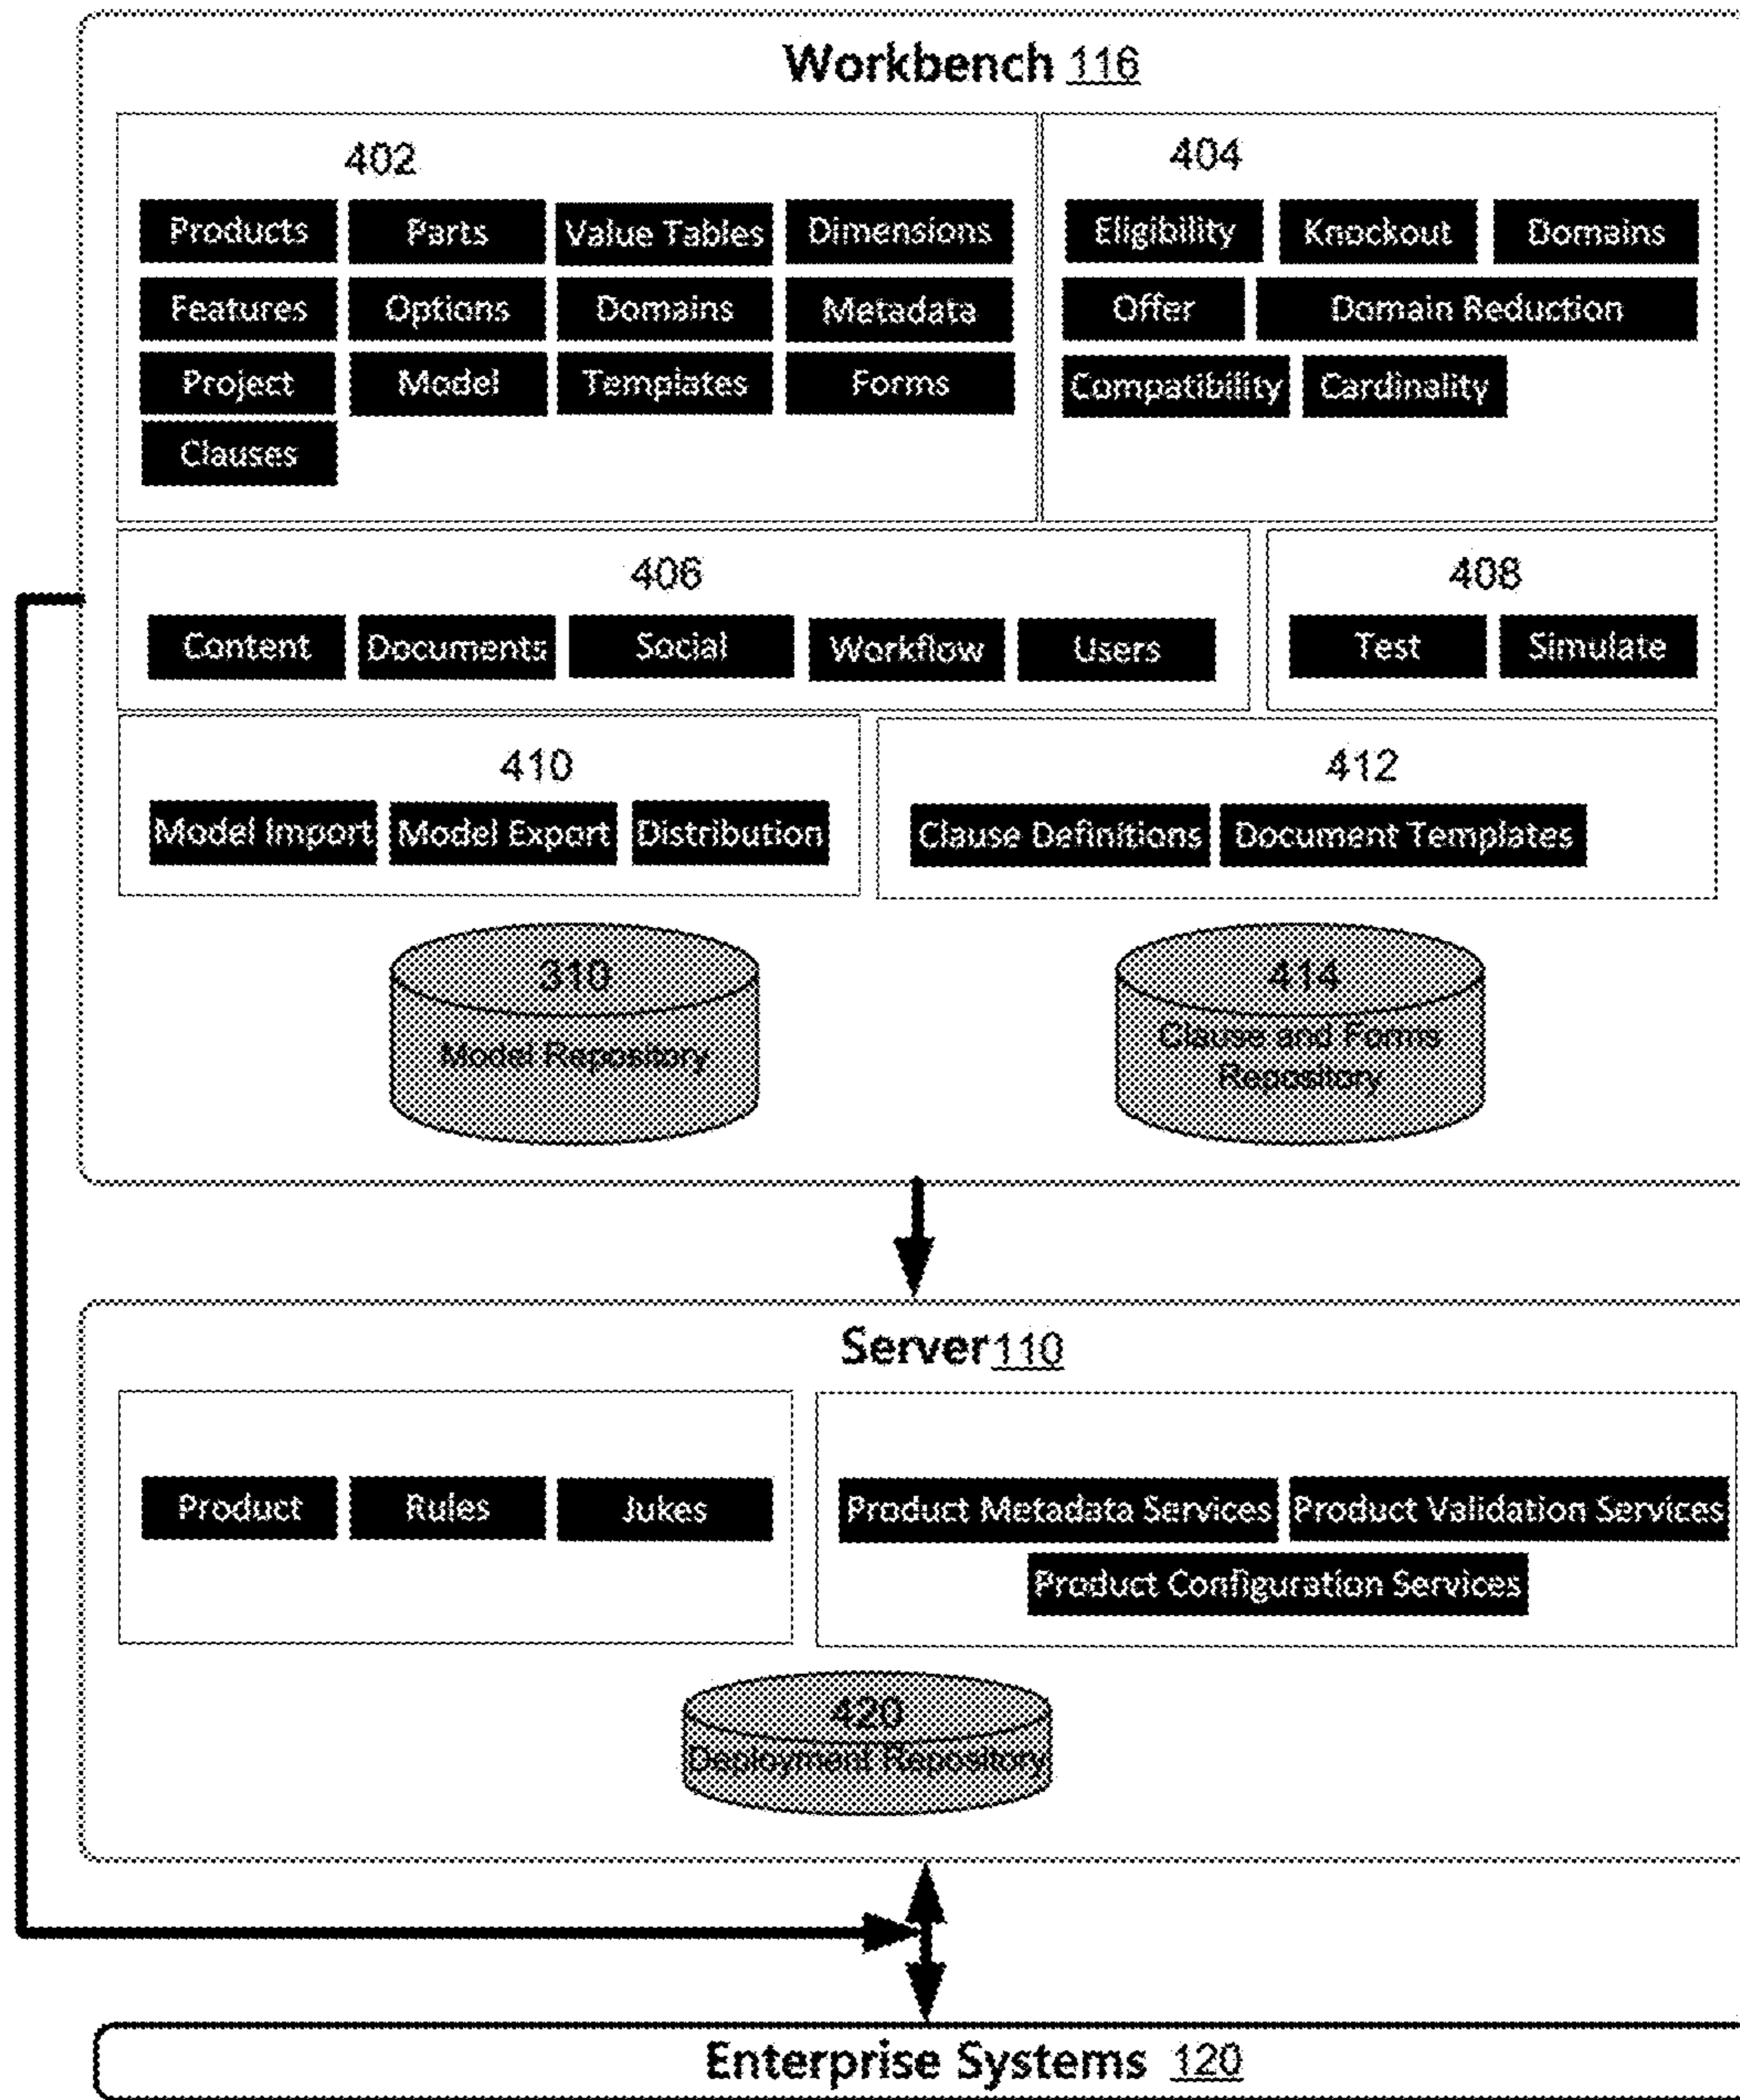 Workbench 116
402
Products Parts Value Tables Dimensions
Features Options Domains Metadata
Project Model Templates Forms
Clauses
404
Eligibility Knockout Domains
Offer Domain Reduction
Compatibility Cardinality
406
Content Documents Social Workflow Users
408
Test Simulate
410
Model Import Model Export Distribution
412
Clause Definitions Document Templates
310
Model Repository
414
Clause and Forms
Repository
Server 110
Product Rules Jukes
Product Metadata Services Product Validation Services
Product Configuration Services
420
Deployment Repository
Enterprise Systems 120